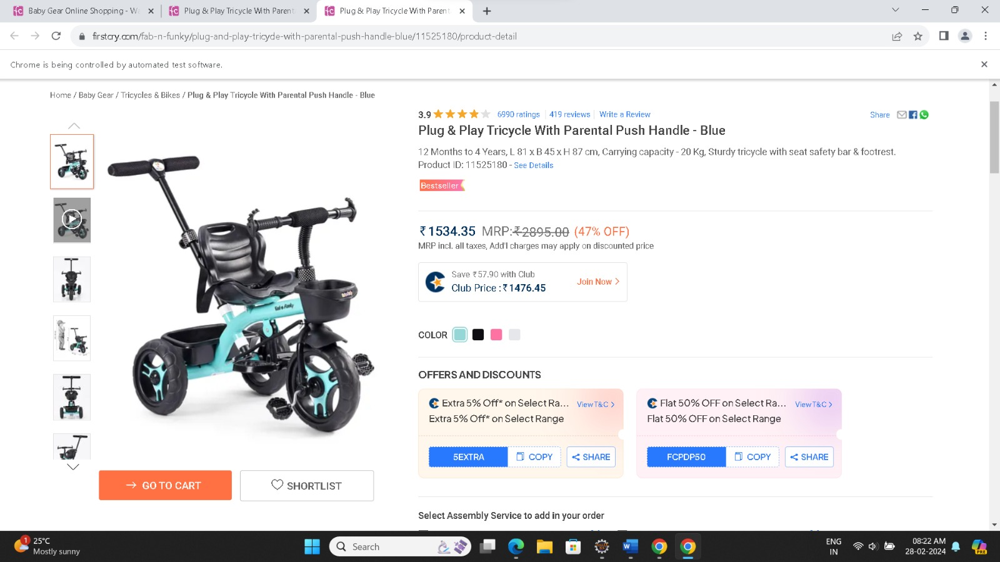 Baby Gear Online Shopping - Wa
Plug & Play Tricycle With Parent
Plug & Play Tricycle With Parent
firstcry.com/fab-n-funky/plug-and-play-tricycle-with-parental-push-handle-blue/11525180/product-detail
Chrome is being controlled by automated test software.
Home / Baby Gear / Tricycles & Bikes / Plug & Play Tricycle With Parental Push Handle - Blue
3.9 6990 ratings 419 reviews Write a Review Share
Plug & Play Tricycle With Parental Push Handle - Blue
12 Months to 4 Years, L 81 x B 45 x H 87 cm, Carrying capacity - 20 Kg, Sturdy tricycle with seat safety bar & footrest.
Product ID: 11525180 - See Details
Bestseller
₹1534.35 MRP:₹2895.00 (47% OFF)
MRP incl. all taxes, Add'l charges may apply on discounted price
Save ₹57.90 with Club
Club Price : ₹1476.45
Join Now
COLOR
OFFERS AND DISCOUNTS
Extra 5% Off* on Select Ra... View T&C
Extra 5% Off* on Select Range
5EXTRA COPY SHARE
Flat 50% OFF on Select Ra... View T&C
Flat 50% OFF on Select Range
FCPDP50 COPY SHARE
GO TO CART
SHORTLIST
Select Assembly Service to add in your order
1
25°C
Mostly sunny
Search
ENG
IN
08:22 AM
28-02-2024
PRE